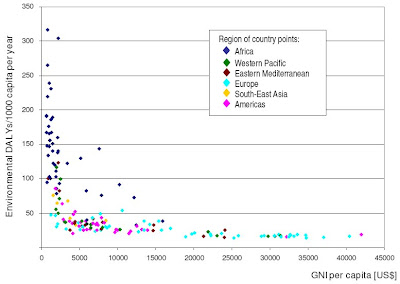 350
300
250
200
150
100
50
0
5000
10000
15000
20000
25000
30000
35000
40000
45000
Environmental DALYs/1000 capita per year
GNI per capita [US$]
Region of country points:
Africa
Western Pacific
Eastern Mediterranean
Europe
South-East Asia
Americas